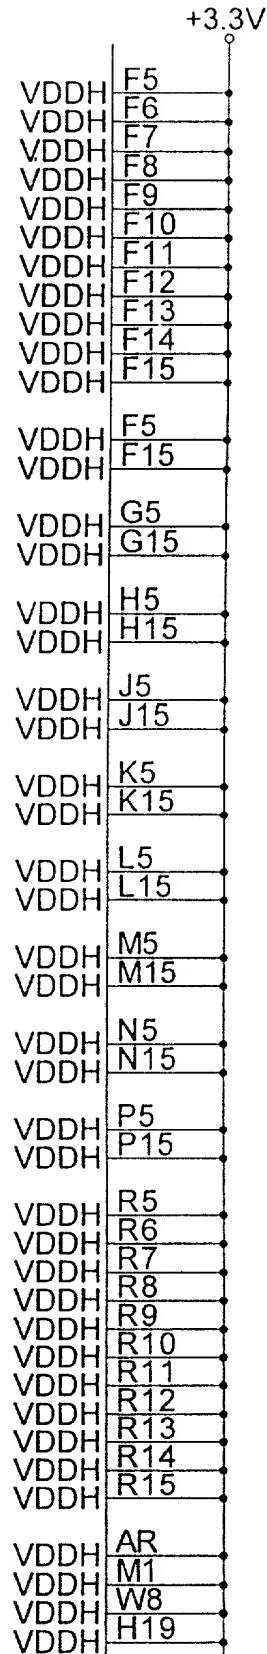 +3.3V
VDDH F5
VDDH F6
VDDH F7
VDDH F8
VDDH F9
VDDH F10
VDDH F11
VDDH F12
VDDH F13
VDDH F14
VDDH F15
VDDH F5
VDDH F15
VDDH G5
VDDH G15
VDDH H5
VDDH H15
VDDH J5
VDDH J15
VDDH K5
VDDH K15
VDDH L5
VDDH L15
VDDH M5
VDDH M15
VDDH N5
VDDH N15
VDDH P5
VDDH P15
VDDH R5
VDDH R6
VDDH R7
VDDH R8
VDDH R9
VDDH R10
VDDH R11
VDDH R12
VDDH R13
VDDH R14
VDDH R15
VDDH AR
VDDH M1
VDDH W8
VDDH H19